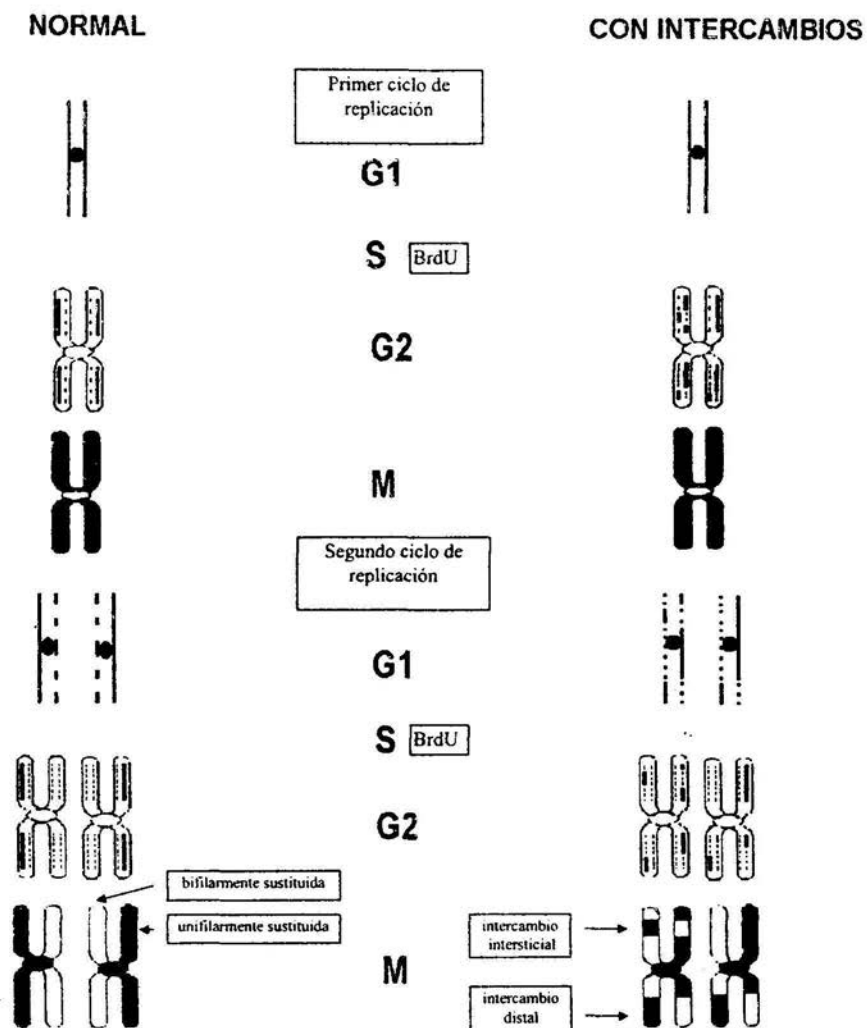 NORMAL
CON INTERCAMBIOS
Primer ciclo de
replicación
G1
S BrdU
G2
M
Segundo ciclo de
replicación
G1
S BrdU
G2
bifilarmente sustituida
unifilarmente sustituida
intercambio
intersticial
M
intercambio
distal